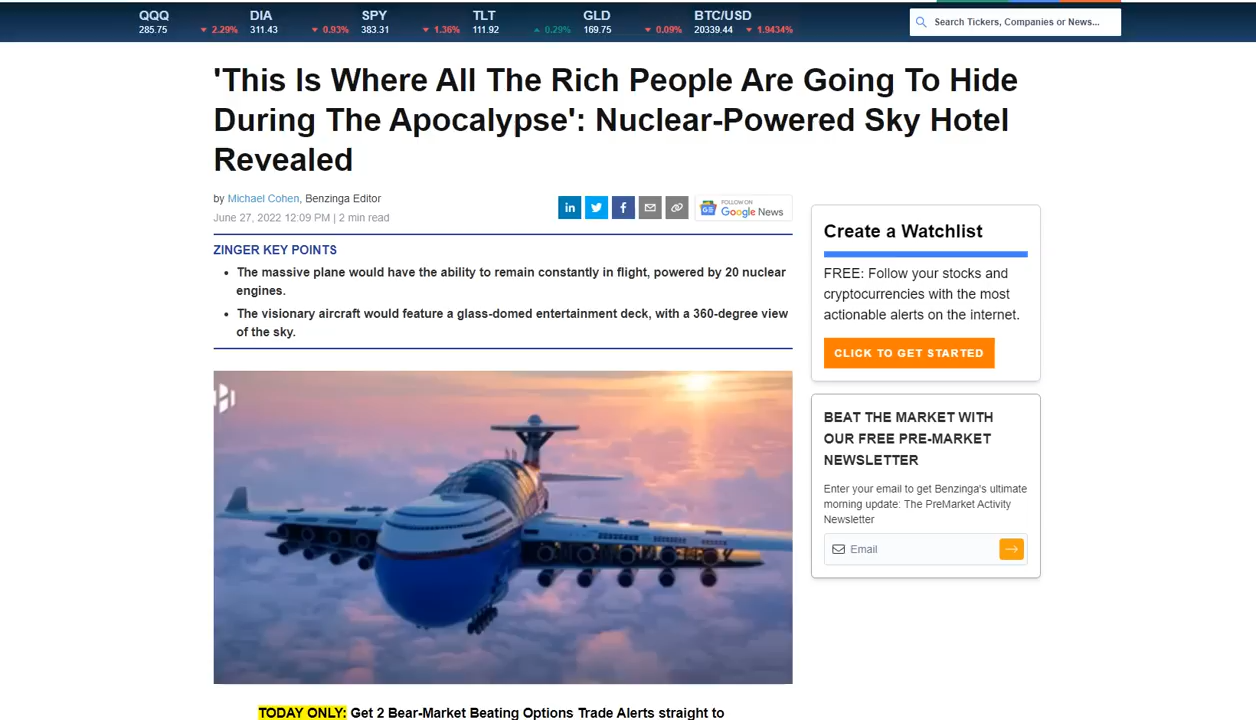 QQQ DIA SPY TLT GLD BTC/USD
285.75 ▼ 2.29% 311.43 ▼ 0.93% 383.31 ▼ 1.36% 111.92 ▲ 0.29% 169.75 ▼ 0.09% 20339.44 ▼ 1.9434%
Search Tickers, Companies or News...
'This Is Where All The Rich People Are Going To Hide
During The Apocalypse': Nuclear-Powered Sky Hotel
Revealed
by Michael Cohen, Benzinga Editor
June 27, 2022 12:09 PM | 2 min read
in f
FOLLOW ON
Google News
ZINGER KEY POINTS
• The massive plane would have the ability to remain constantly in flight, powered by 20 nuclear
engines.
• The visionary aircraft would feature a glass-domed entertainment deck, with a 360-degree view
of the sky.
TODAY ONLY: Get 2 Bear-Market Beating Options Trade Alerts straight to
Create a Watchlist
FREE: Follow your stocks and
cryptocurrencies with the most
actionable alerts on the internet.
CLICK TO GET STARTED
BEAT THE MARKET WITH
OUR FREE PRE-MARKET
NEWSLETTER
Enter your email to get Benzinga's ultimate
morning update: The PreMarket Activity
Newsletter
Email